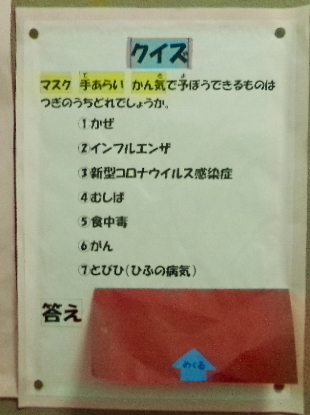 クイズ
マスク 手あらい かん気で予ぼうできるものは
つぎのうちどれでしょうか。
①かぜ
②インフルエンザ
③新型コロナウイルス感染症
④むしば
⑤食中毒
⑥がん
⑦とびひ(ひふの病気)
答え
めくる